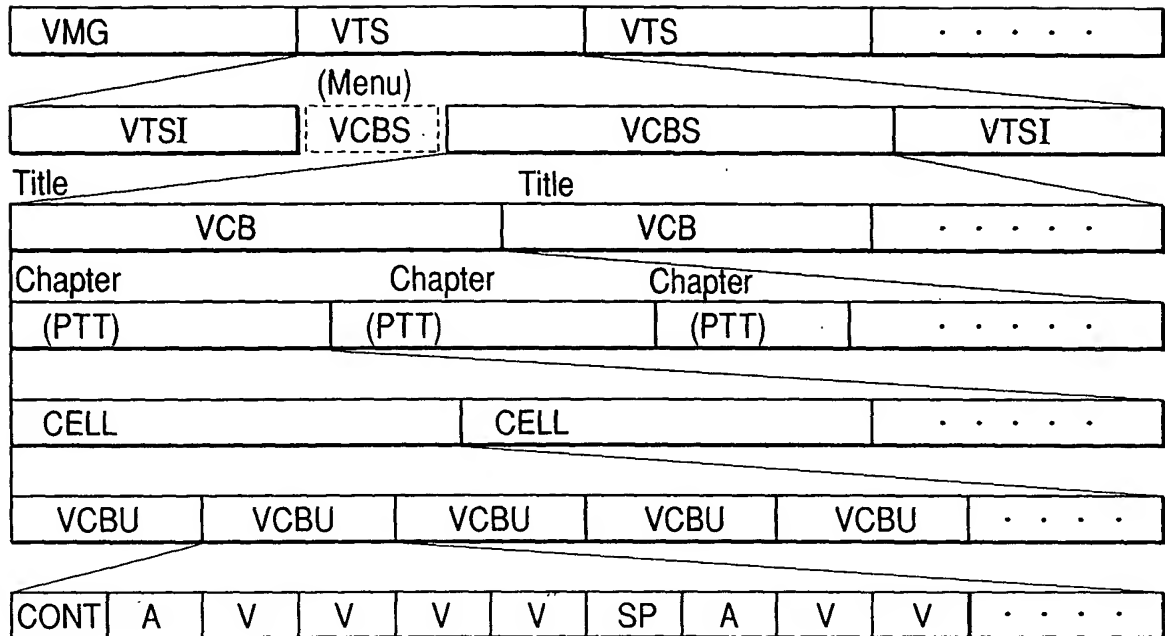 VMG VTS VTS . . . . .
(Menu)
VTSI VCBS VCBS VTSI
Title Title
VCB VCB . . . . .
Chapter Chapter Chapter
(PTT) (PTT) (PTT) . . . . .
CELL CELL . . . . .
VCBU VCBU VCBU VCBU VCBU . . . .
CONT A V V V V SP A V V . . . .